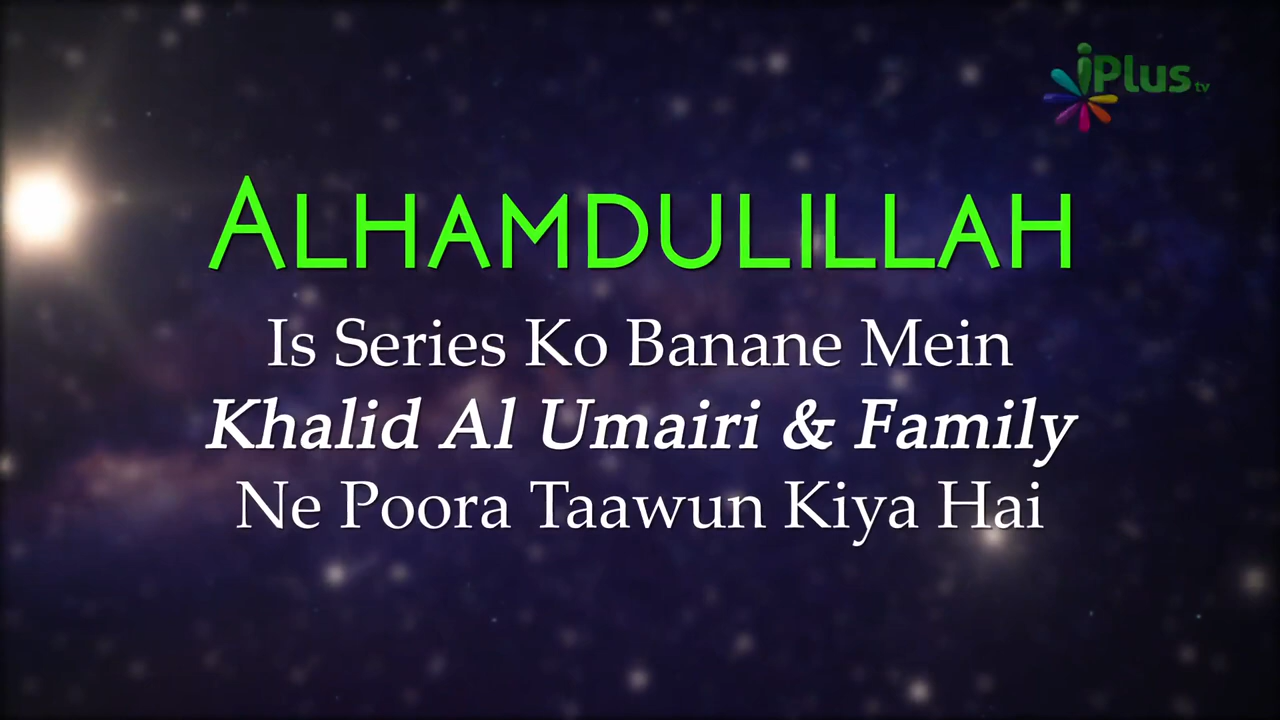 iPlus tv
ALHAMDULILLAH
Is Series Ko Banane Mein
Khalid Al Umairi & Family
Ne Poora Taawun Kiya Hai